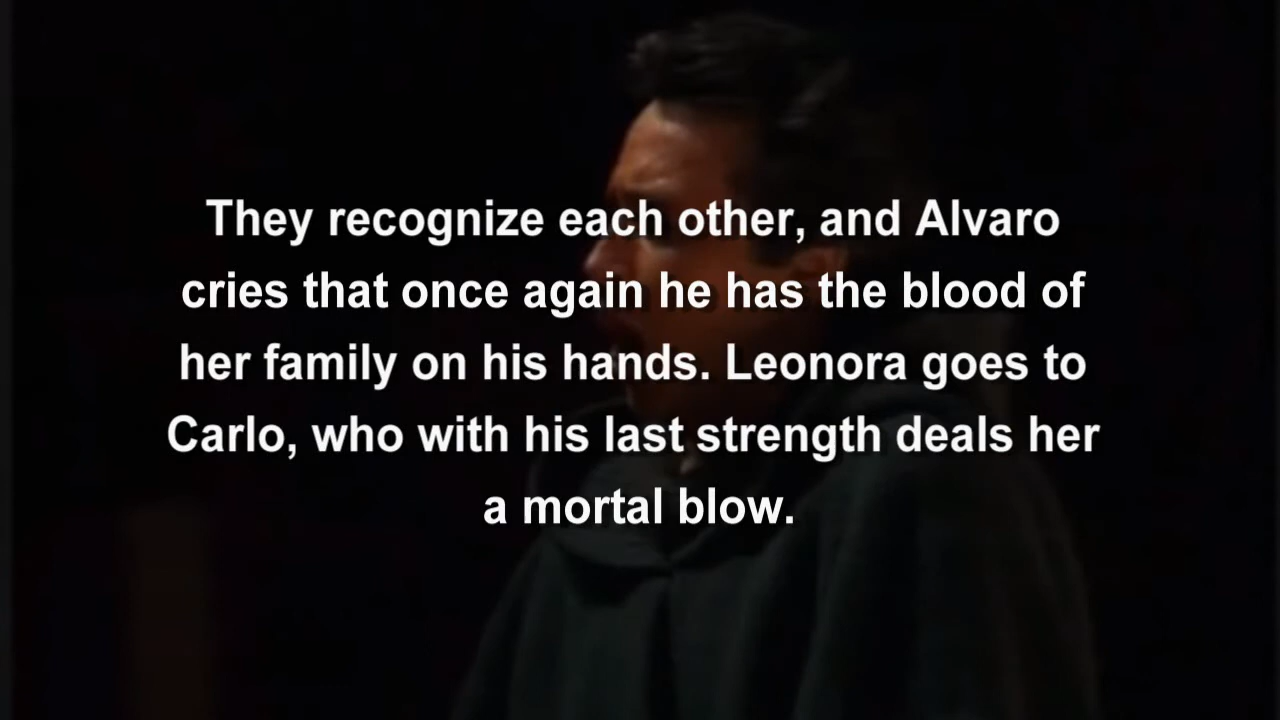 They recognize each other, and Alvaro
cries that once again he has the blood of
her family on his hands. Leonora goes to
Carlo, who with his last strength deals her
a mortal blow.